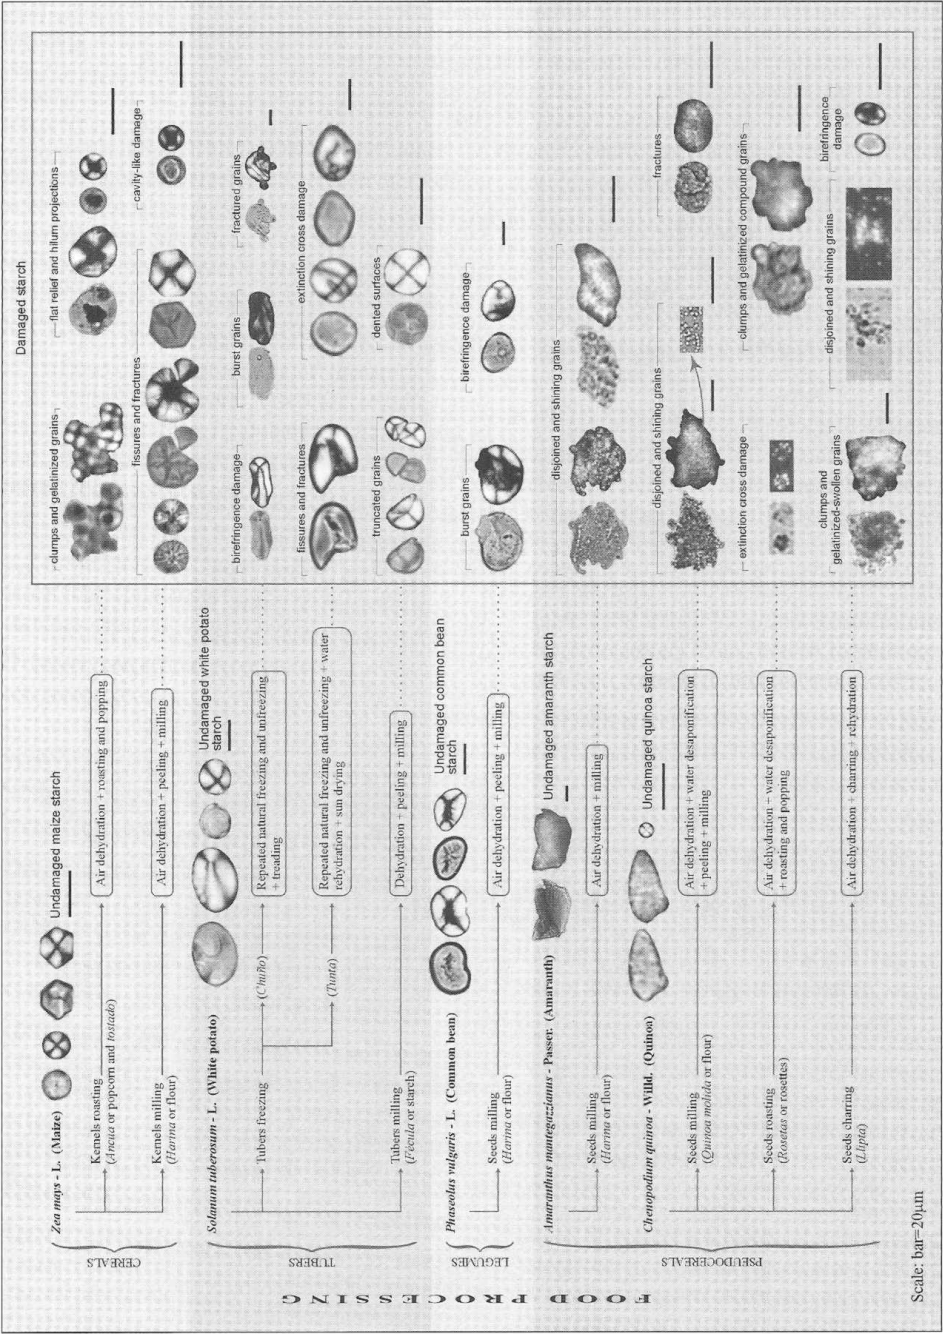 FOOD PROCESSING
CEREALS
Zea mays - L. (Maize)
Undamaged maize starch
Kernels roasting
(Ancua or popcorn and tostado)
Air dehydration + roasting and popping
Kernels milling
(Harina or flour)
Air dehydration + peeling + milling
TUBERS
Solanum tuberosum - L. (White potato)
Undamaged white potato
starch
Tubers freezing
(Chuño)
Repeated natural freezing and unfreezing
+ treading
(Tunta)
Repeated natural freezing and unfreezing + water
rehydration + sun drying
Tubers milling
(Fecula or starch)
Dehydration + peeling + milling
LEGUMES
Phaseolus vulgaris - L. (Common bean)
Undamaged common bean
starch
Seeds milling
(Harina or flour)
Air dehydration + peeling + milling
PSEUDOCEREALS
Amaranthus mantegazzianus - Passer. (Amaranth)
Undamaged amaranth starch
Seeds milling
(Harina or flour)
Air dehydration + milling
Chenopodium quinoa - Willd. (Quinoa)
Undamaged quinoa starch
Seeds milling
(Quinoa molida or flour)
Air dehydration + water desaponification
+ peeling + milling
Seeds roasting
(Rosetas or rosettes)
Air dehydration + water desaponification
+ roasting and popping
Seeds charring
(Llipta)
Air dehydration + charring + rehydration
Damaged starch
clumps and gelatinized grains
flat relief and hilum projections
fissures and fractures
cavity-like damage
birefringence damage
burst grains
fractured grains
fissures and fractures
extinction cross damage
truncated grains
dented surfaces
burst grains
birefringence damage
disjoined and shining grains
disjoined and shining grains
fractures
extinction cross damage
clumps and gelatinized compound grains
clumps and
gelatinized-swollen grains
disjoined and shining grains
birefringence
damage
Scale: bar=20µm